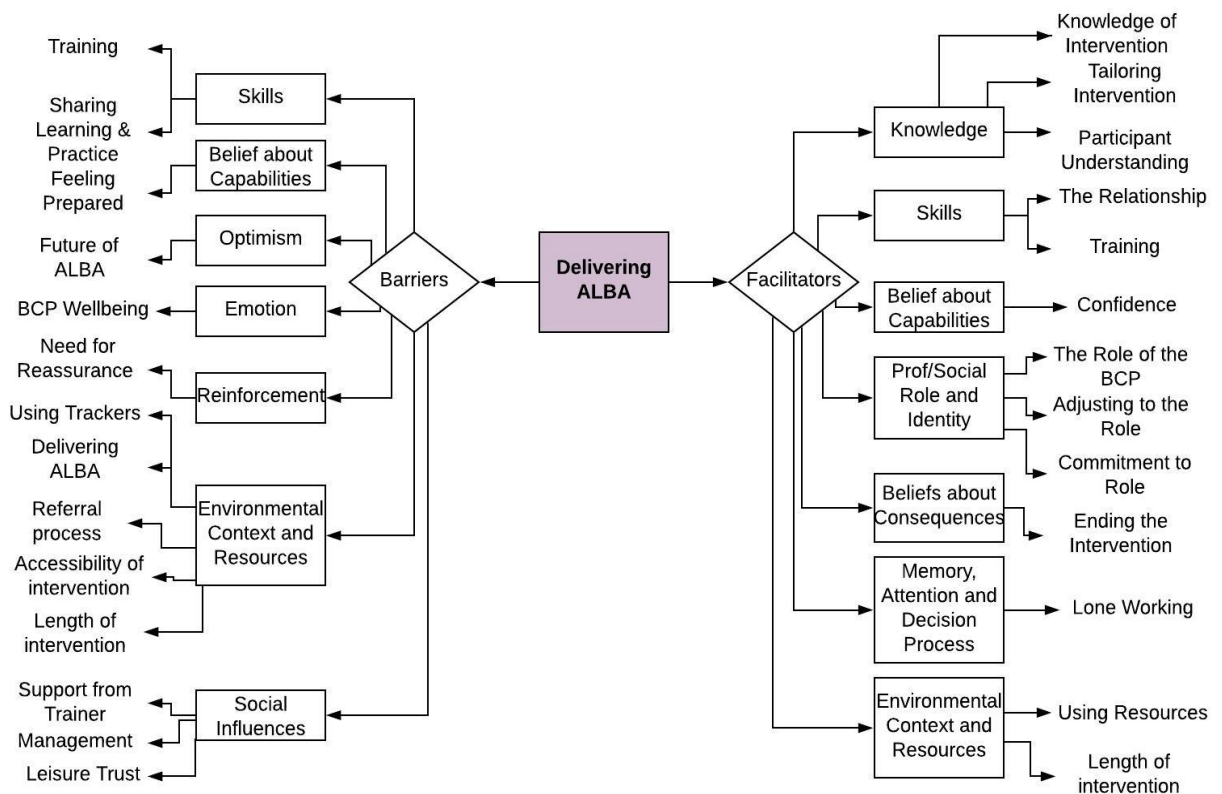 Training
Sharing
Learning &
Practice
Feeling
Prepared
Future of
ALBA
BCP Wellbeing
Need for
Reassurance
Using Trackers
Delivering
ALBA
Referral
process
Accessibility of
intervention
Length of
intervention
Support from
Trainer
Management
Leisure Trust
Skills
Belief about
Capabilities
Optimism
Emotion
Reinforcement
Environmental
Context and
Resources
Social
Influences
Barriers
Delivering
ALBA
Facilitators
Knowledge
Skills
Belief about
Capabilities
Prof/Social
Role and
Identity
Beliefs about
Consequences
Memory,
Attention and
Decision
Process
Environmental
Context and
Resources
Knowledge of
Intervention
Tailoring
Intervention
Participant
Understanding
The Relationship
Training
Confidence
The Role of the
BCP
Adjusting to the
Role
Commitment to
Role
Ending the
Intervention
Lone Working
Using Resources
Length of
intervention